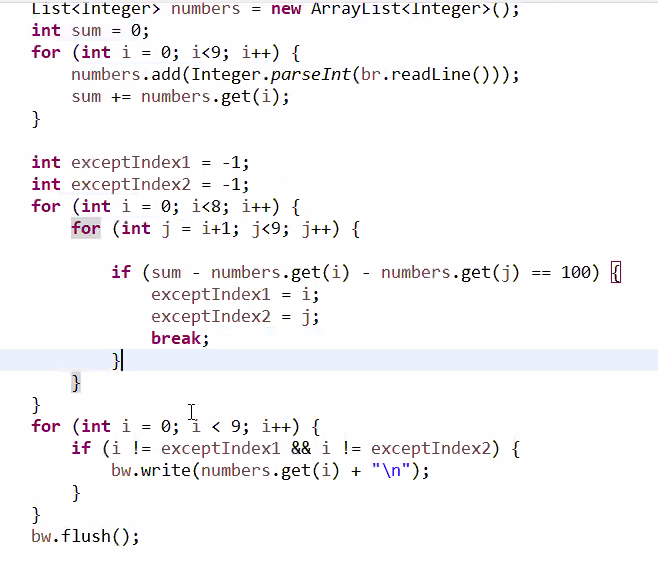 List<Integer> numbers = new ArrayList<Integer>();
int sum = 0;
for (int i = 0; i<9; i++) {
numbers.add(Integer.parseInt(br.readLine()));
sum += numbers.get(i);
}
int exceptIndex1 = -1;
int exceptIndex2 = -1;
for (int i = 0; i<8; i++) {
for (int j = i+1; j<9; j++) {
if (sum - numbers.get(i) - numbers.get(j) == 100) {
exceptIndex1 = i;
exceptIndex2 = j;
break;
}
}
}
for (int i = 0; i < 9; i++) {
if (i != exceptIndex1 && i != exceptIndex2) {
bw.write(numbers.get(i) + "\n");
}
}
bw.flush();